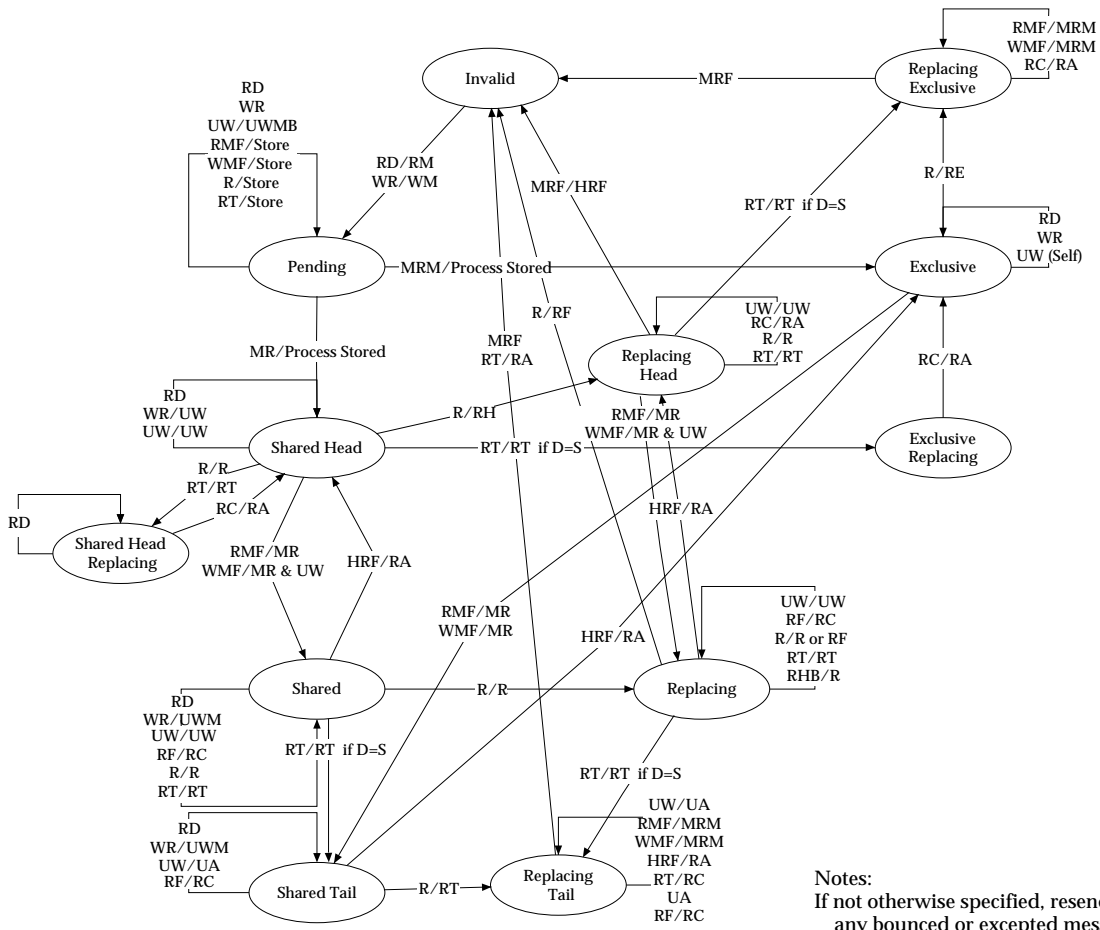 RMF/MRM
WMF/MRM
RC/RA
Invalid
MRF
Replacing
Exclusive
RD
WR
UW/UWMB
RMF/Store
WMF/Store
R/Store
RT/Store
RD/RM
WR/WM
MRF/HRF
R/RE
RT/RT if D=S
RD
WR
UW (Self)
Pending
MRM/Process Stored
Exclusive
R/RF
UW/UW
RC/RA
R/R
RT/RT
MRF
RT/RA
MR/Process Stored
Replacing
Head
RC/RA
RD
WR/UW
UW/UW
R/RH
RMF/MR
WMF/MR & UW
Shared Head
RT/RT if D=S
Exclusive
Replacing
R/R
RT/RT
RC/RA
HRF/RA
RD
Shared Head
Replacing
RMF/MR
WMF/MR & UW
HRF/RA
UW/UW
RF/RC
R/R or RF
RT/RT
RHB/R
RMF/MR
WMF/MR
HRF/RA
Shared
R/R
Replacing
RD
WR/UWM
UW/UW
RF/RC
R/R
RT/RT
RT/RT if D=S
RT/RT if D=S
RD
WR/UWM
UW/UA
RF/RC
UW/UA
RMF/MRM
WMF/MRM
HRF/RA
RT/RC
UA
RF/RC
Shared Tail
R/RT
Replacing
Tail
Notes:
If not otherwise specified, resend
any bounced or excepted mes